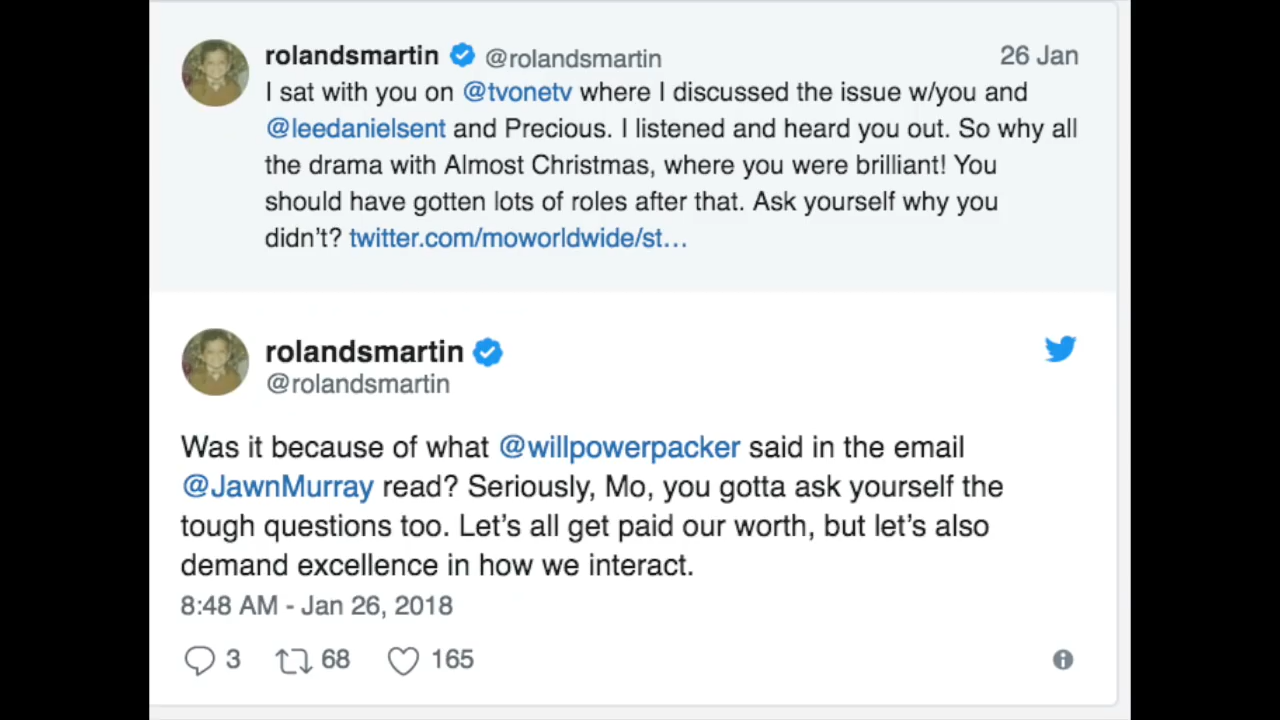 rolandsmartin @rolandsmartin 26 Jan
I sat with you on @tvonetv where I discussed the issue w/you and
@leedanielsent and Precious. I listened and heard you out. So why all
the drama with Almost Christmas, where you were brilliant! You
should have gotten lots of roles after that. Ask yourself why you
didn't? twitter.com/moworldwide/st…
rolandsmartin
@rolandsmartin
Was it because of what @willpowerpacker said in the email
@JawnMurray read? Seriously, Mo, you gotta ask yourself the
tough questions too. Let's all get paid our worth, but let's also
demand excellence in how we interact.
8:48 AM - Jan 26, 2018
3 68 165